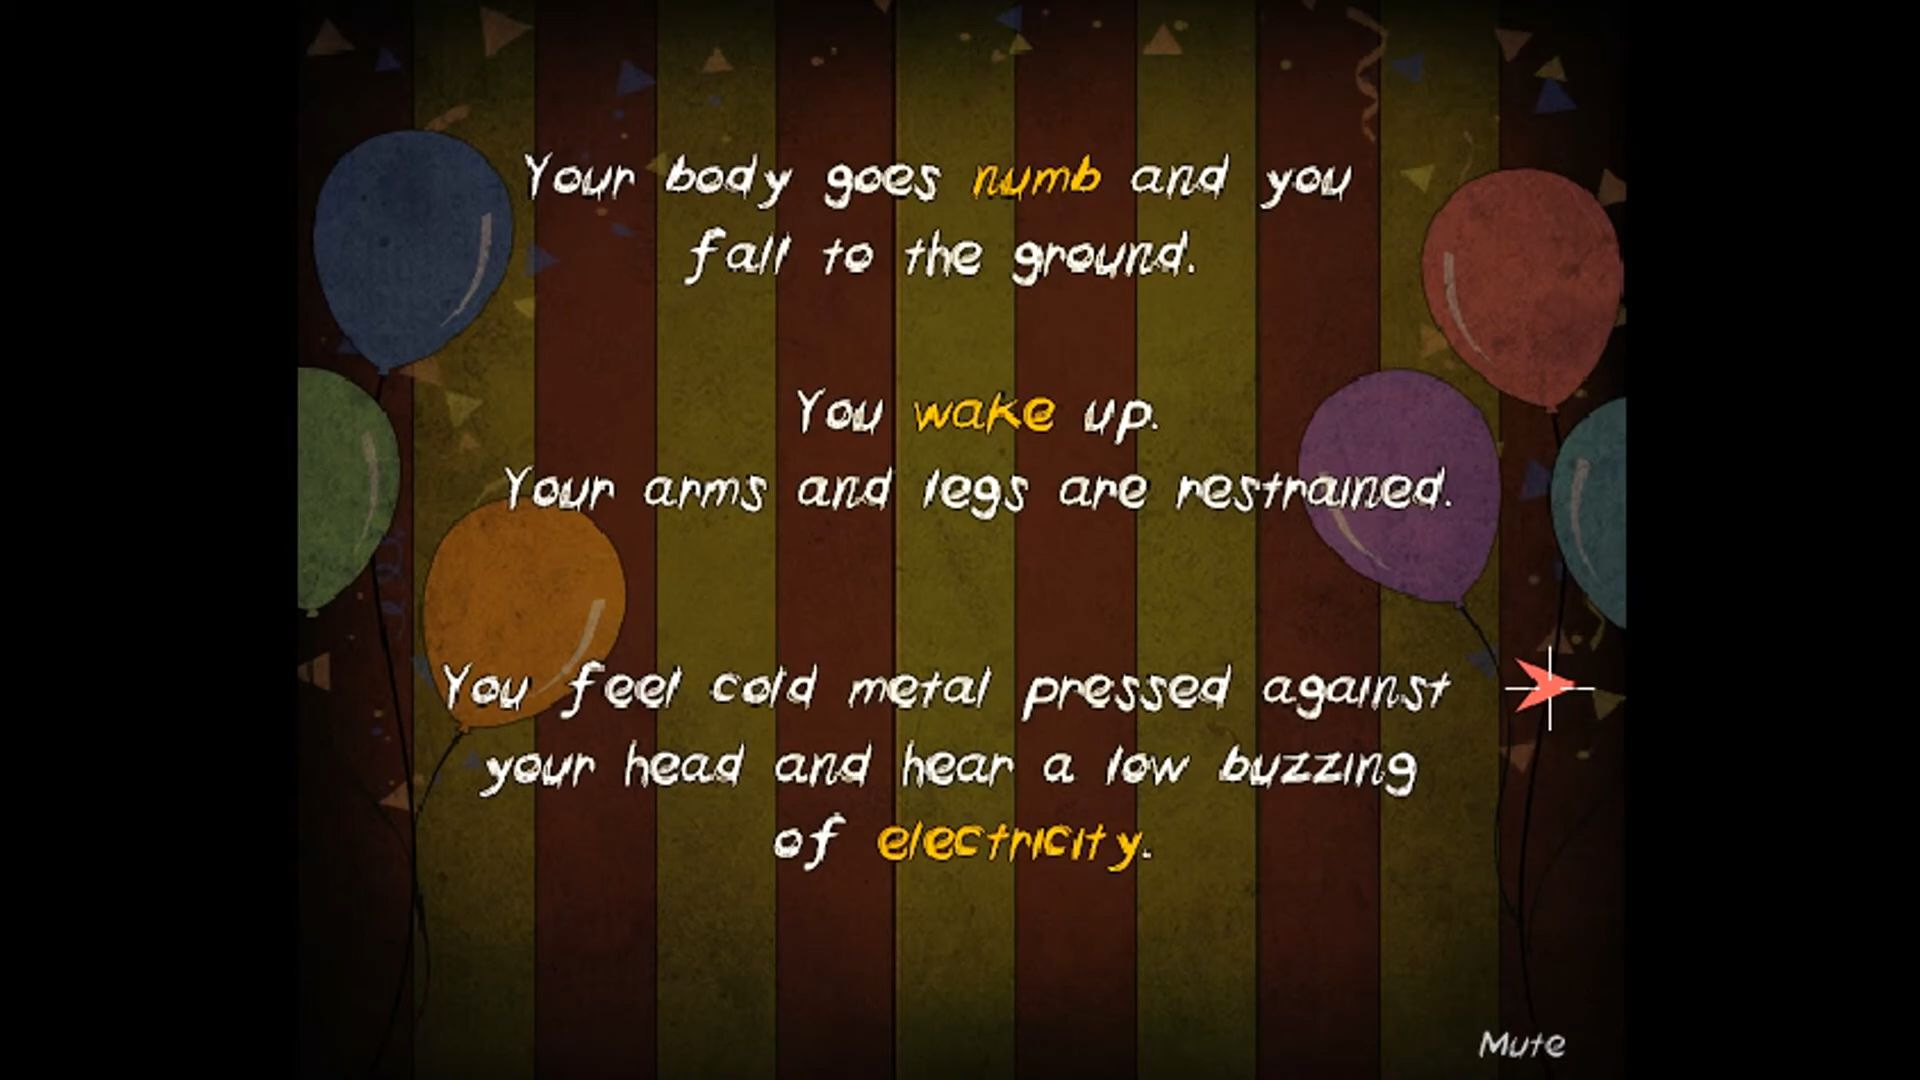 Your body goes numb and you
fall to the ground.
You wake up.
Your arms and legs are restrained.
You feel cold metal pressed against
your head and hear a low buzzing
of electricity.
Mute